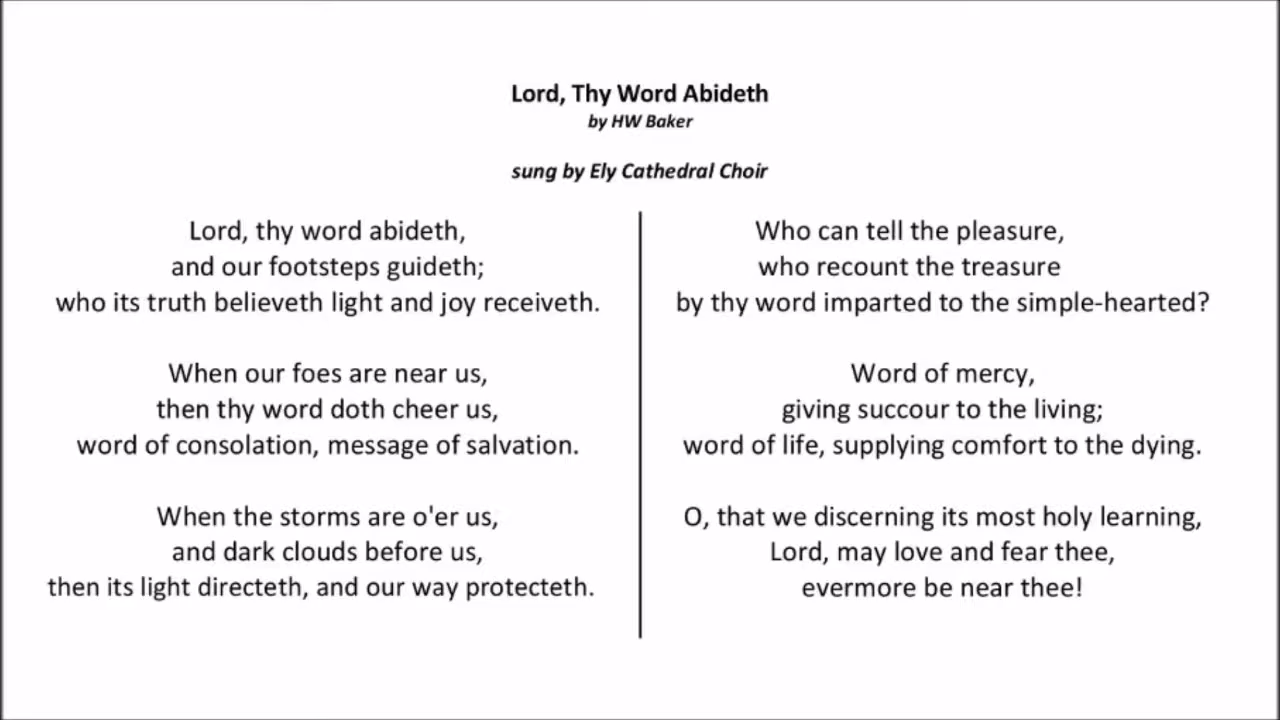 Lord, Thy Word Abideth
by HW Baker
sung by Ely Cathedral Choir
Lord, thy word abideth,
and our footsteps guideth;
who its truth believeth light and joy receiveth.
When our foes are near us,
then thy word doth cheer us,
word of consolation, message of salvation.
When the storms are o'er us,
and dark clouds before us,
then its light directeth, and our way protecteth.
Who can tell the pleasure,
who recount the treasure
by thy word imparted to the simple-hearted?
Word of mercy,
giving succour to the living;
word of life, supplying comfort to the dying.
O, that we discerning its most holy learning,
Lord, may love and fear thee,
evermore be near thee!